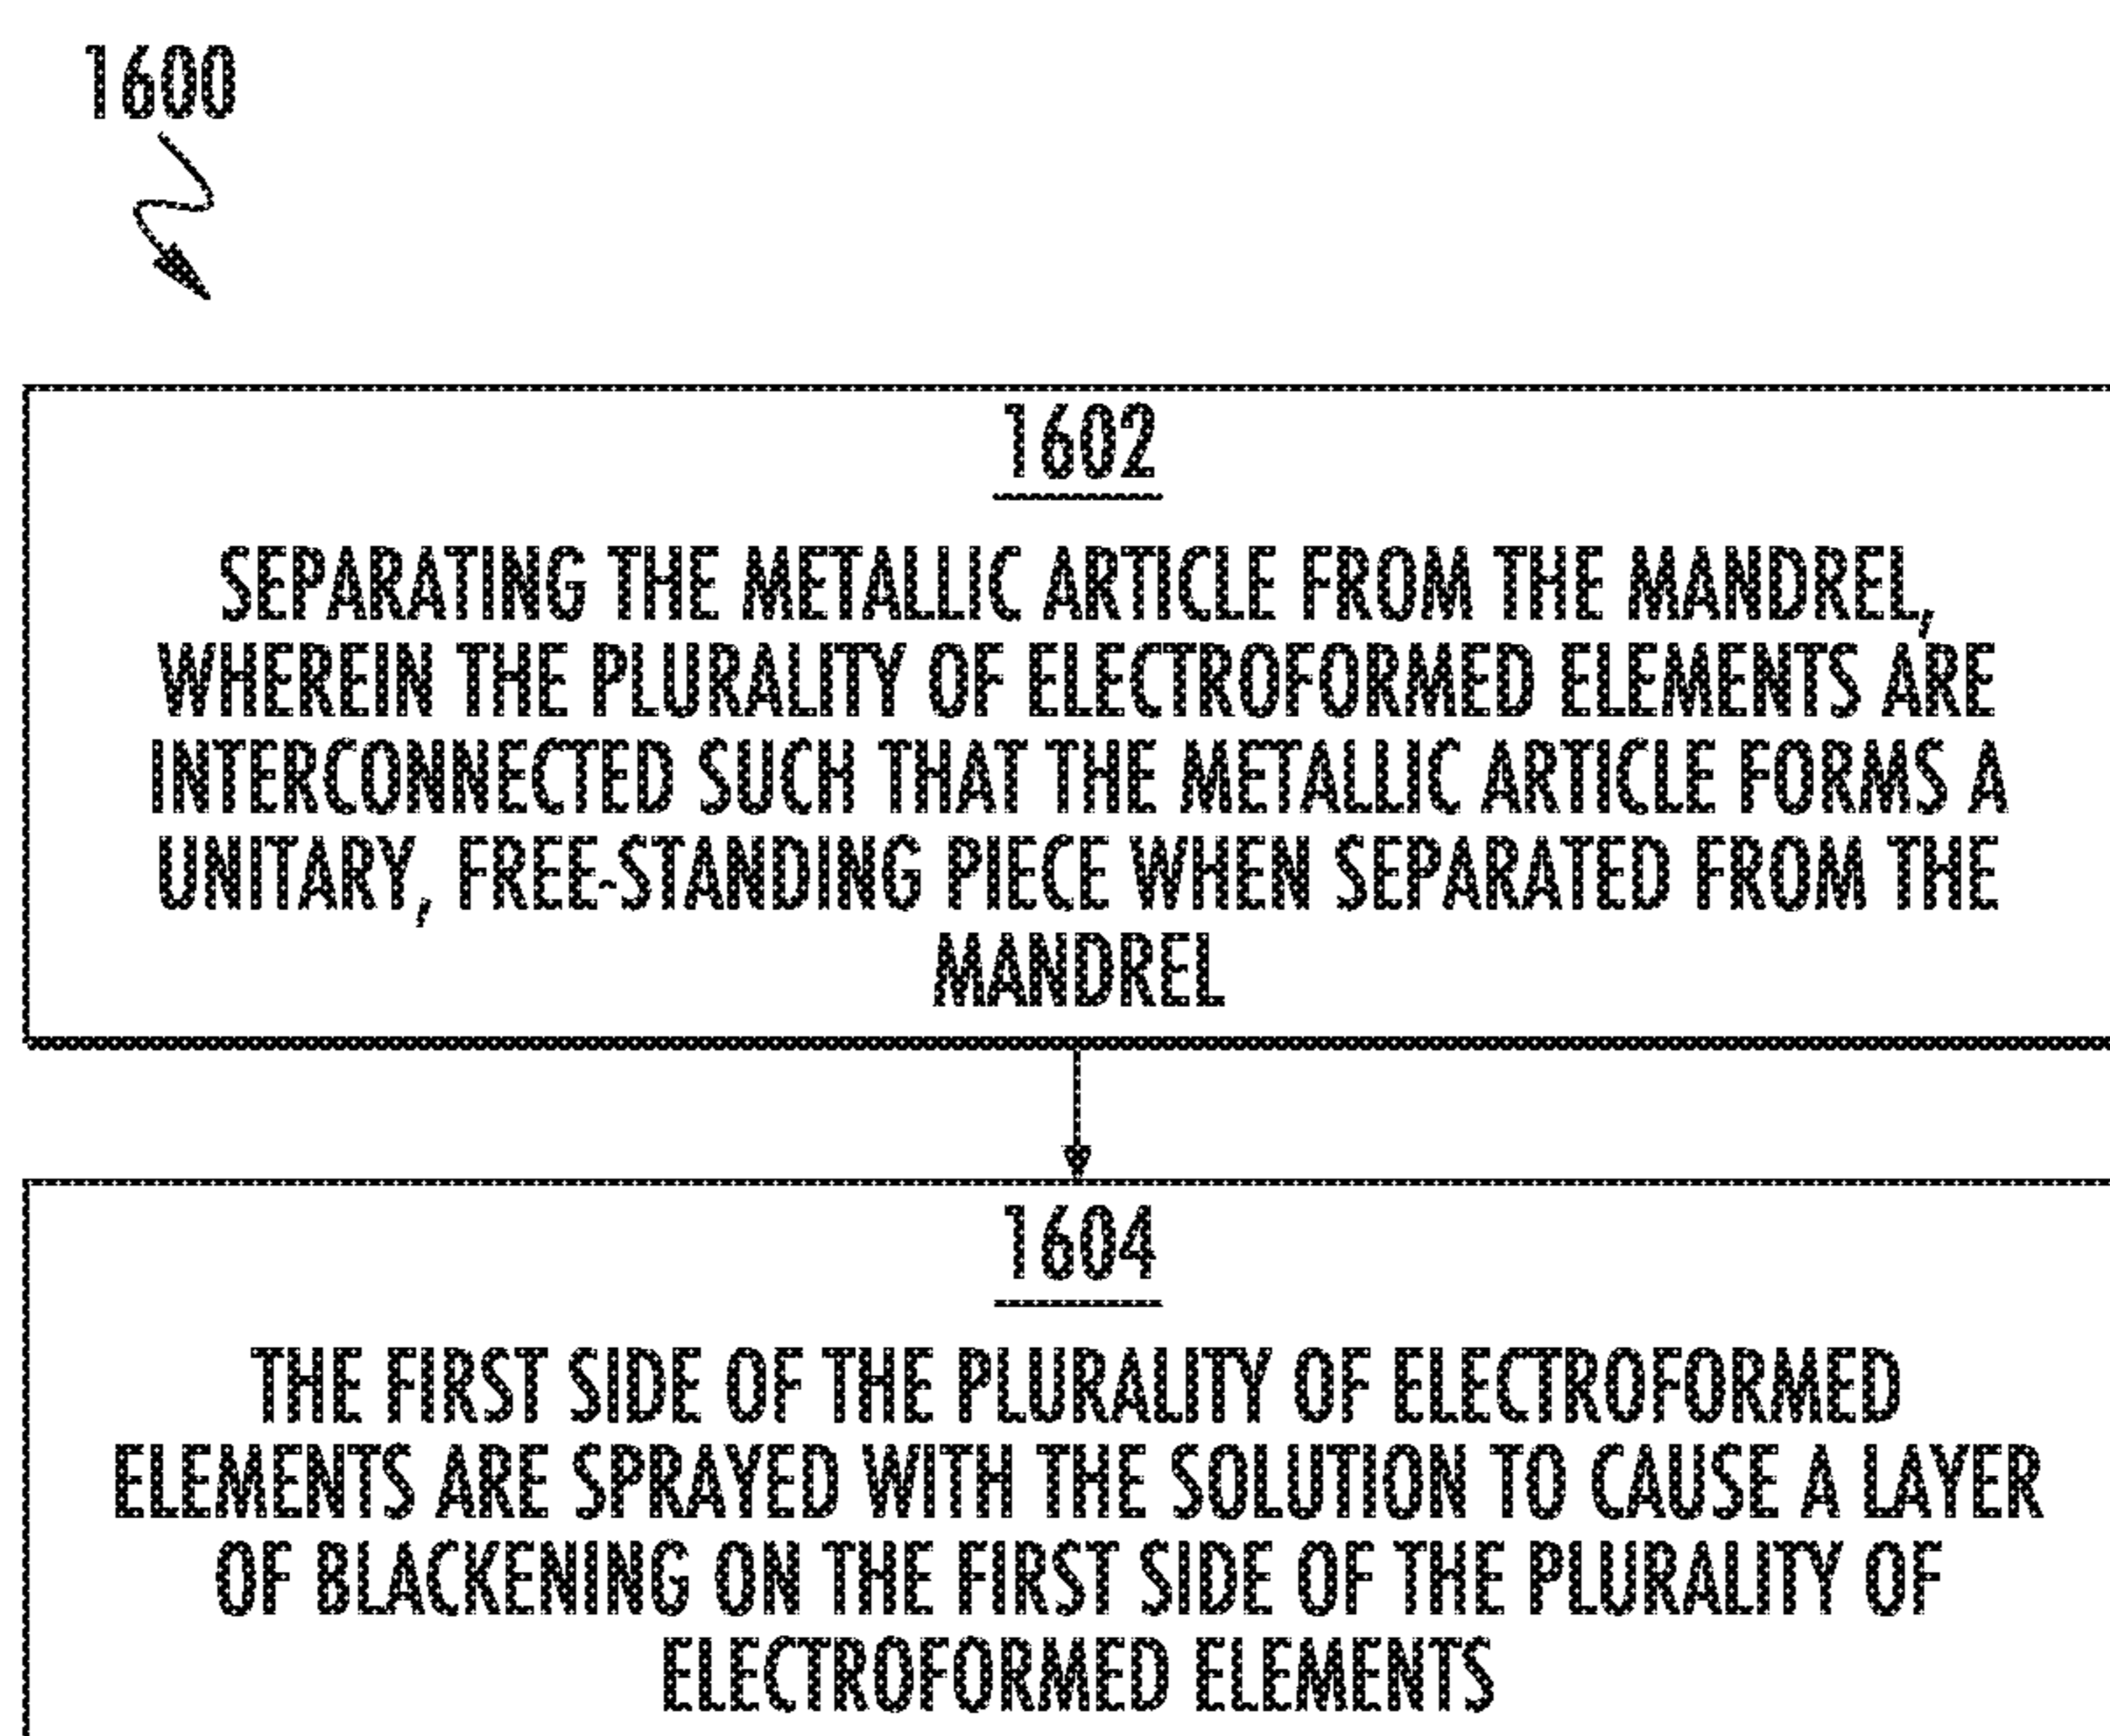 1600
1602
SEPARATING THE METALLIC ARTICLE FROM THE MANDREL,
WHEREIN THE PLURALITY OF ELECTROFORMED ELEMENTS ARE
INTERCONNECTED SUCH THAT THE METALLIC ARTICLE FORMS A
UNITARY, FREE-STANDING PIECE WHEN SEPARATED FROM THE
MANDREL
1604
THE FIRST SIDE OF THE PLURALITY OF ELECTROFORMED
ELEMENTS ARE SPRAYED WITH THE SOLUTION TO CAUSE A LAYER
OF BLACKENING ON THE FIRST SIDE OF THE PLURALITY OF
ELECTROFORMED ELEMENTS